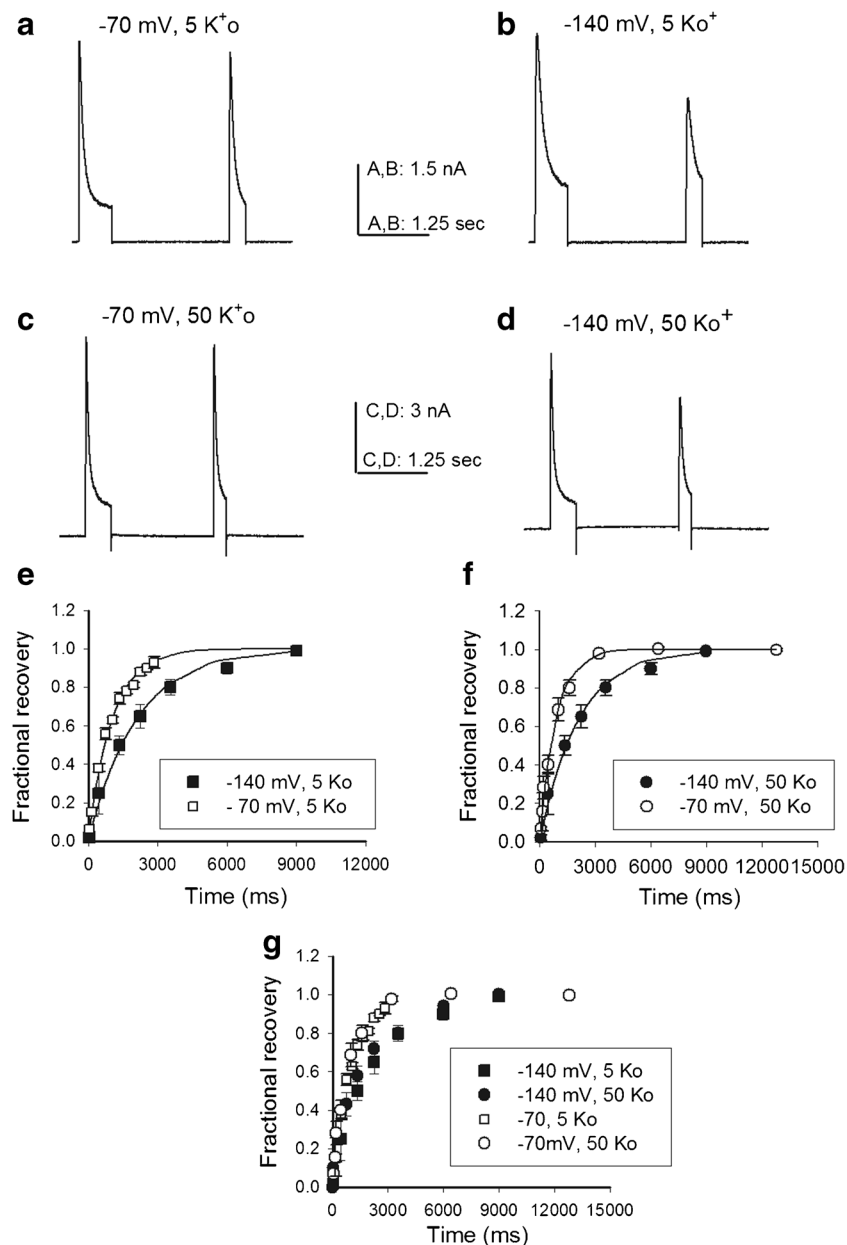 a
-70 mV, 5 K⁺o
b
-140 mV, 5 Ko⁺
A,B: 1.5 nA
A,B: 1.25 sec
c
-70 mV, 50 K⁺o
d
-140 mV, 50 Ko⁺
C,D: 3 nA
C,D: 1.25 sec
e
Fractional recovery
1.2
1.0
0.8
0.6
0.4
0.2
0.0
-140 mV, 5 Ko
- 70 mV, 5 Ko
0 3000 6000 9000 12000
Time (ms)
f
Fractional recovery
1.2
1.0
0.8
0.6
0.4
0.2
0.0
-140 mV, 50 Ko
-70 mV, 50 Ko
0 3000 6000 9000 12000 15000
Time (ms)
g
Fractional recovery
1.2
1.0
0.8
0.6
0.4
0.2
0.0
-140 mV, 5 Ko
-140 mV, 50 Ko
-70, 5 Ko
-70mV, 50 Ko
0 3000 6000 9000 12000 15000
Time (ms)